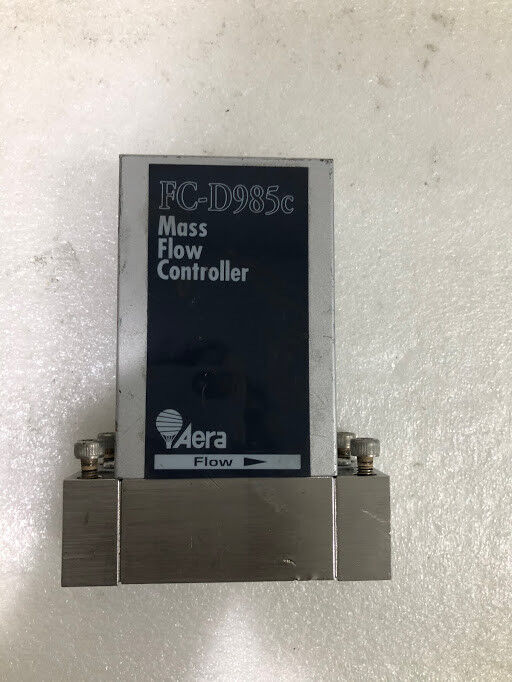 FC-D985c
Mass
Flow
Controller
Aera
Flow